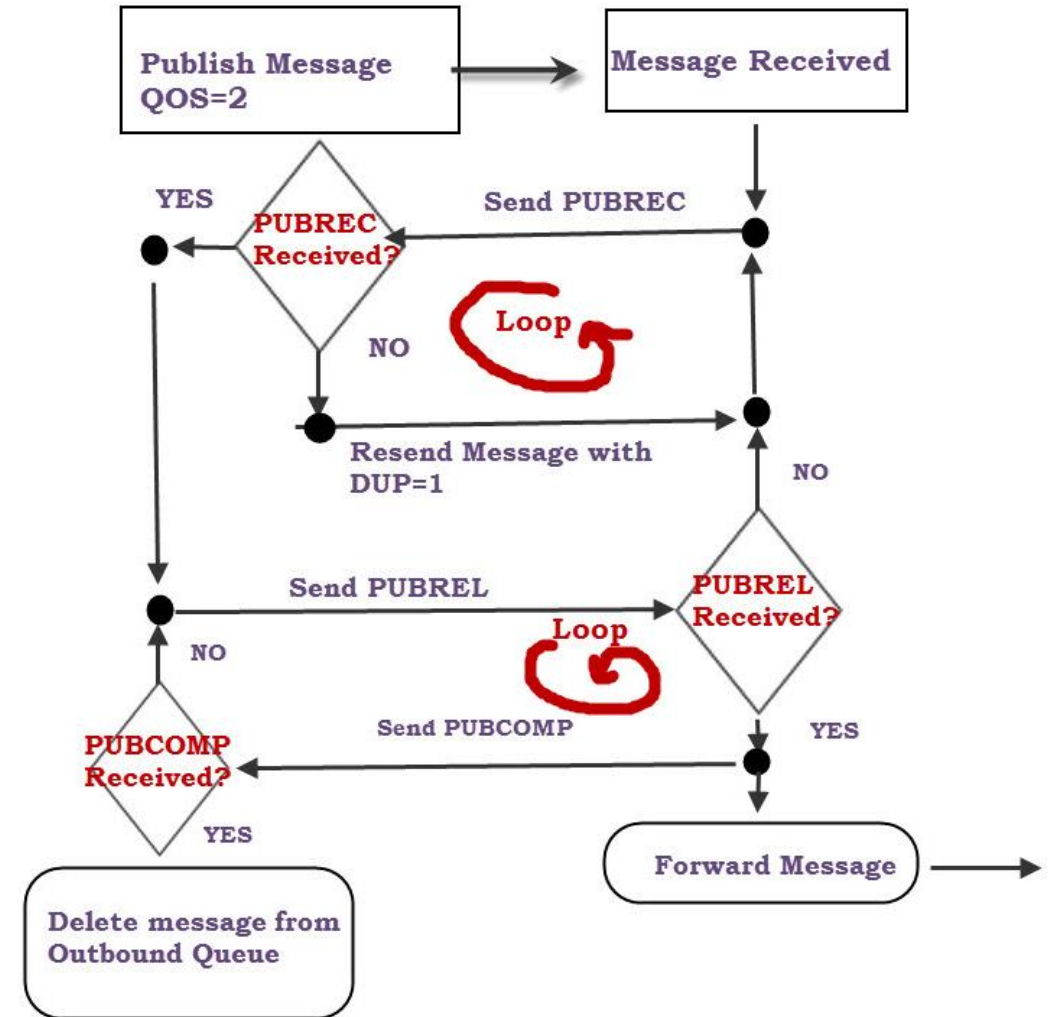 Publish Message
QOS=2
Message Received
YES
Send PUBREC
PUBREC
Received?
Loop
NO
Resend Message with
DUP=1
NO
Send PUBREL
PUBREL
Received?
Loop
NO
Send PUBCOMP
YES
PUBCOMP
Received?
YES
Forward Message
Delete message from
Outbound Queue